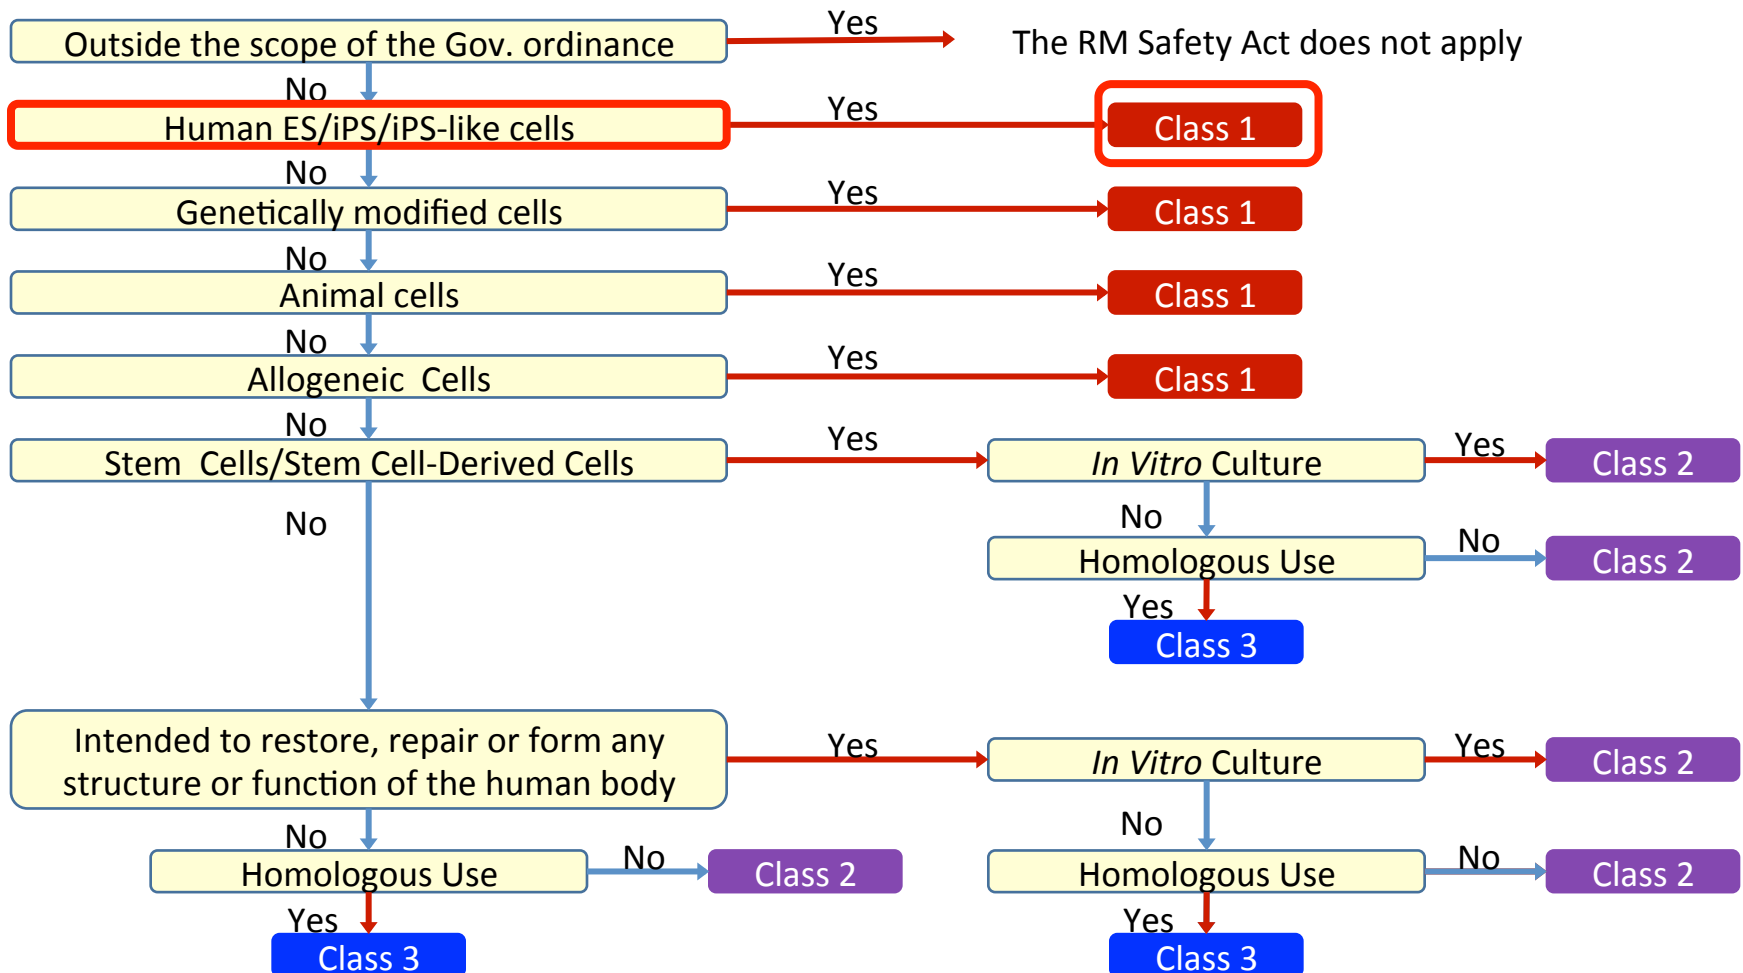 Outside the scope of the Gov. ordinance
Yes
The RM Safety Act does not apply
No
Human ES/iPS/iPS-like cells
Yes
Class 1
No
Genetically modified cells
Yes
Class 1
No
Animal cells
Yes
Class 1
No
Allogeneic Cells
Yes
Class 1
No
Stem Cells/Stem Cell-Derived Cells
Yes
In Vitro Culture
Yes
Class 2
No
No
Homologous Use
No
Class 2
Yes
Class 3
Intended to restore, repair or form any
structure or function of the human body
Yes
In Vitro Culture
Yes
Class 2
No
No
Homologous Use
No
Class 2
Homologous Use
No
Class 2
Yes
Class 3
Yes
Class 3